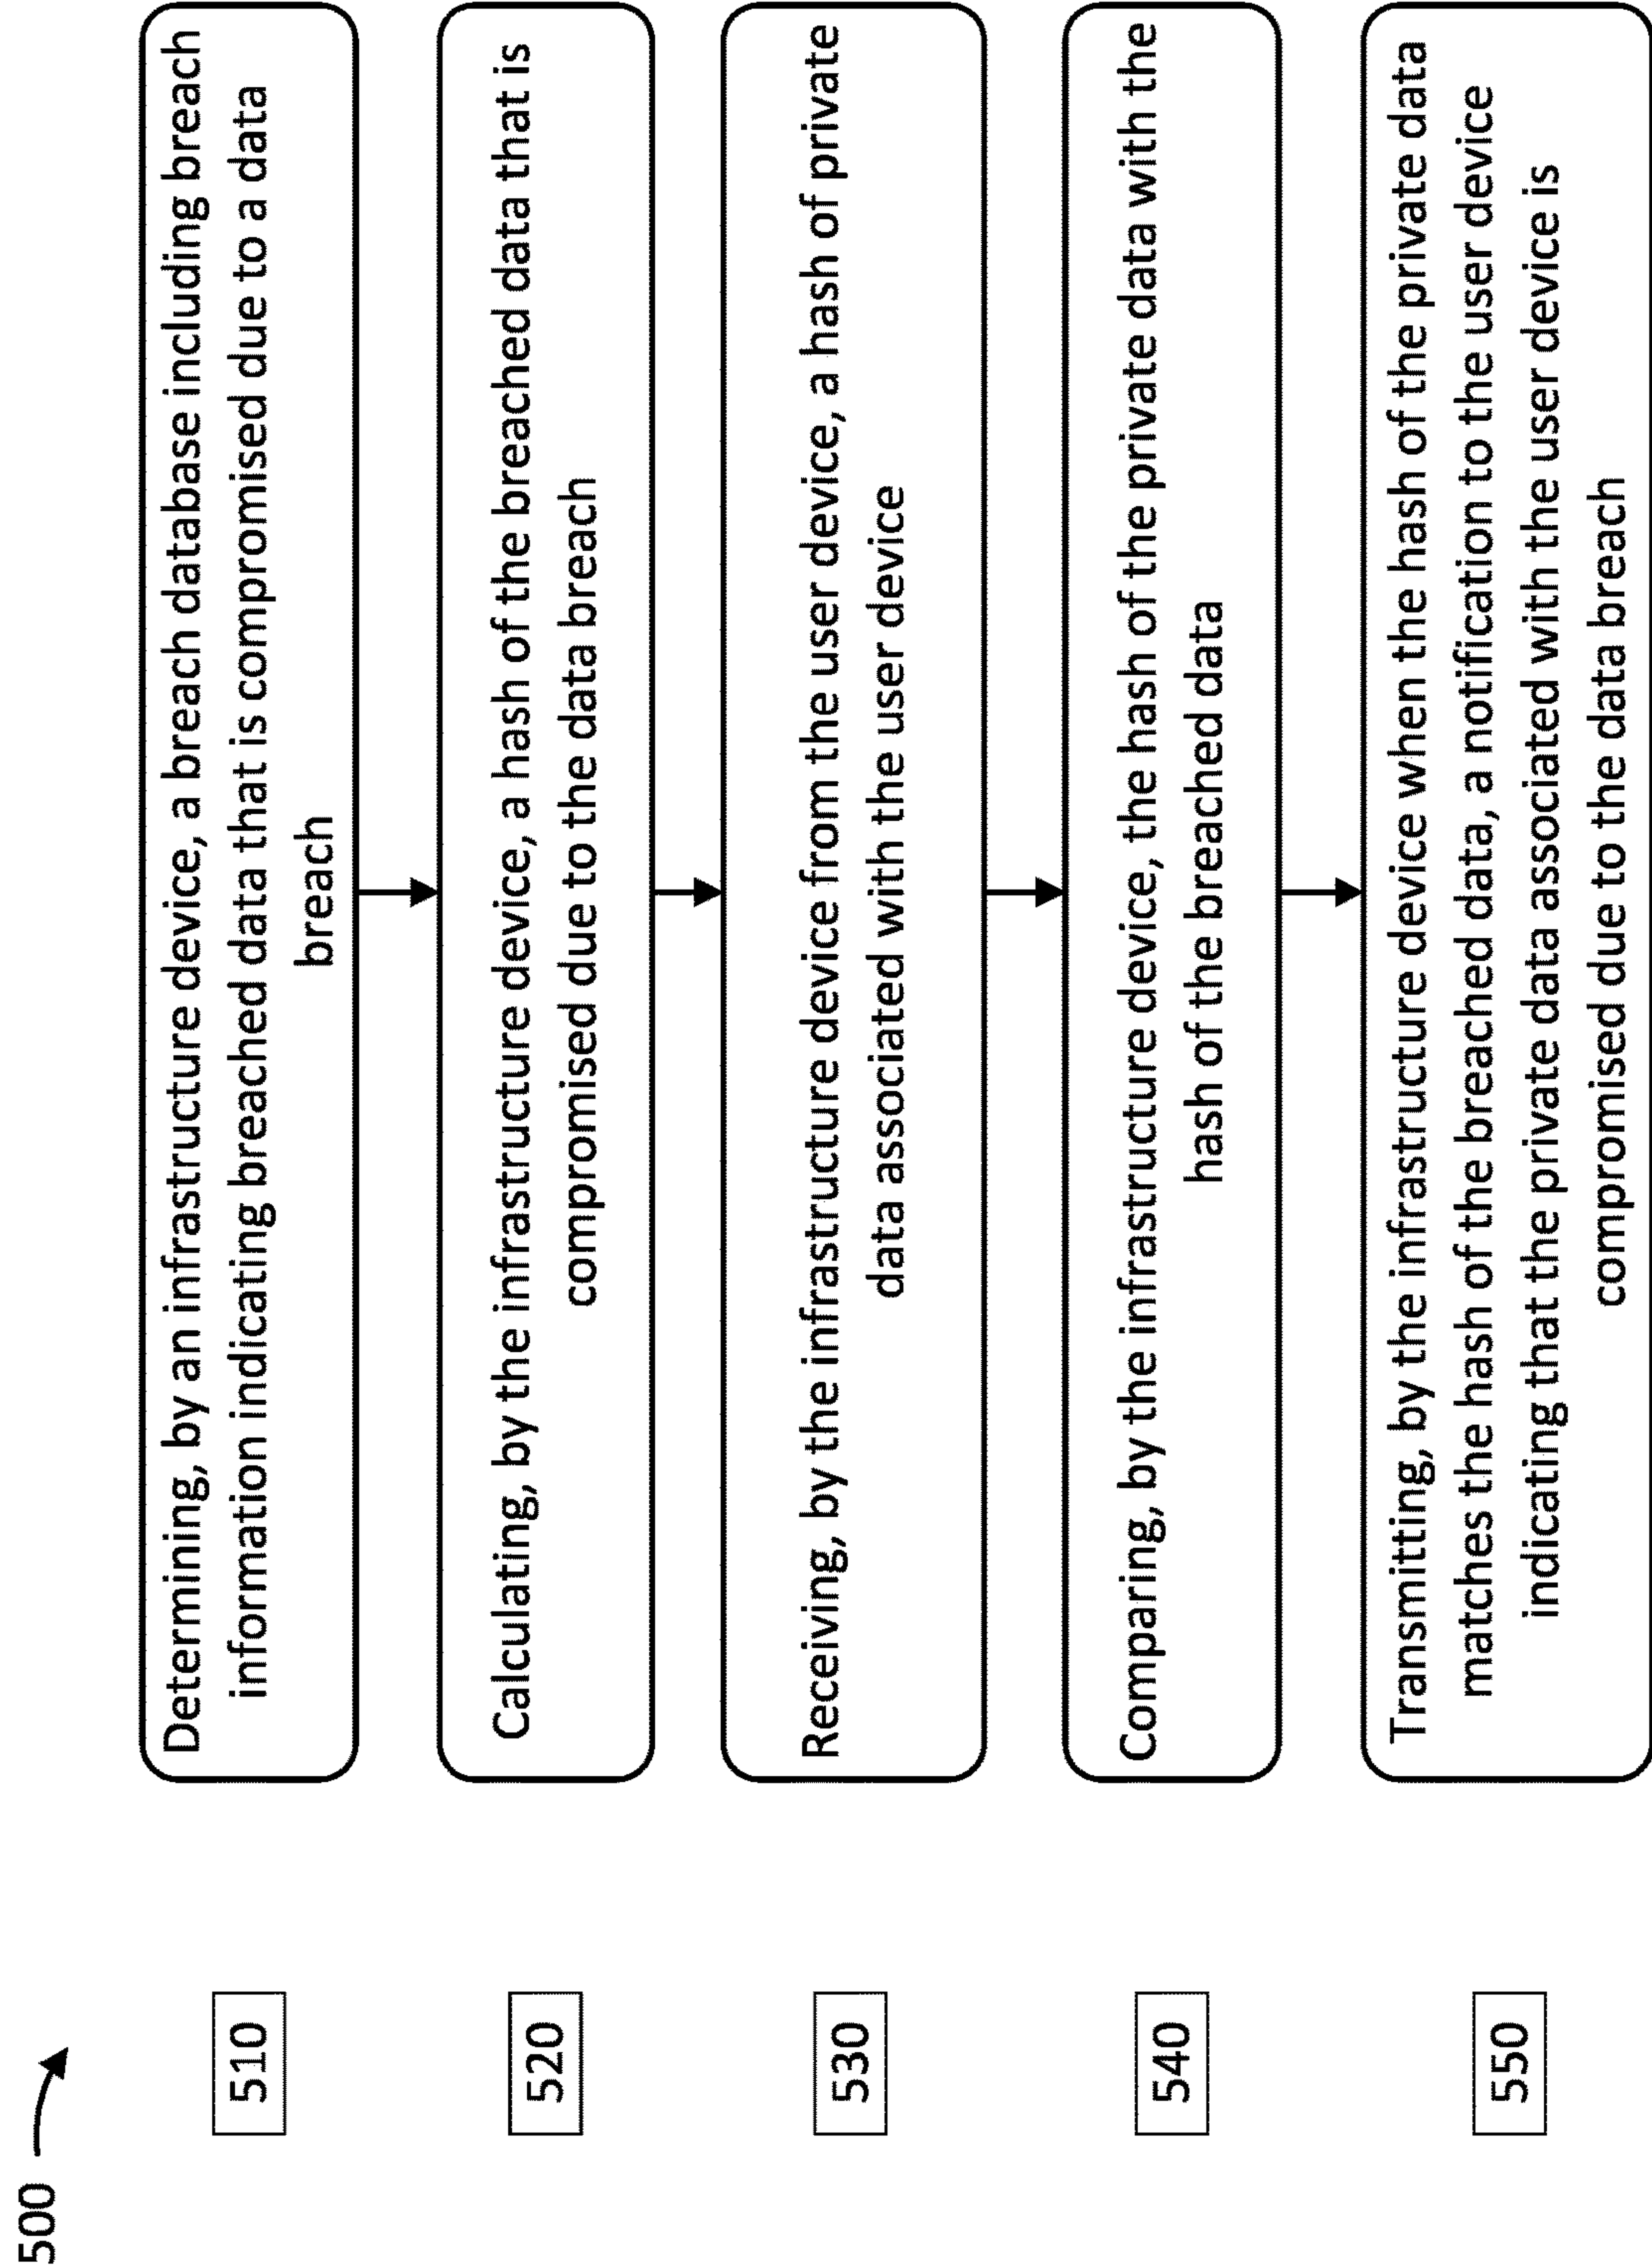 500
510
Determining, by an infrastructure device, a breach database including breach
information indicating breached data that is compromised due to a data
breach
520
Calculating, by the infrastructure device, a hash of the breached data that is
compromised due to the data breach
530
Receiving, by the infrastructure device from the user device, a hash of private
data associated with the user device
540
Comparing, by the infrastructure device, the hash of the private data with the
hash of the breached data
550
Transmitting, by the infrastructure device when the hash of the private data
matches the hash of the breached data, a notification to the user device
indicating that the private data associated with the user device is
compromised due to the data breach